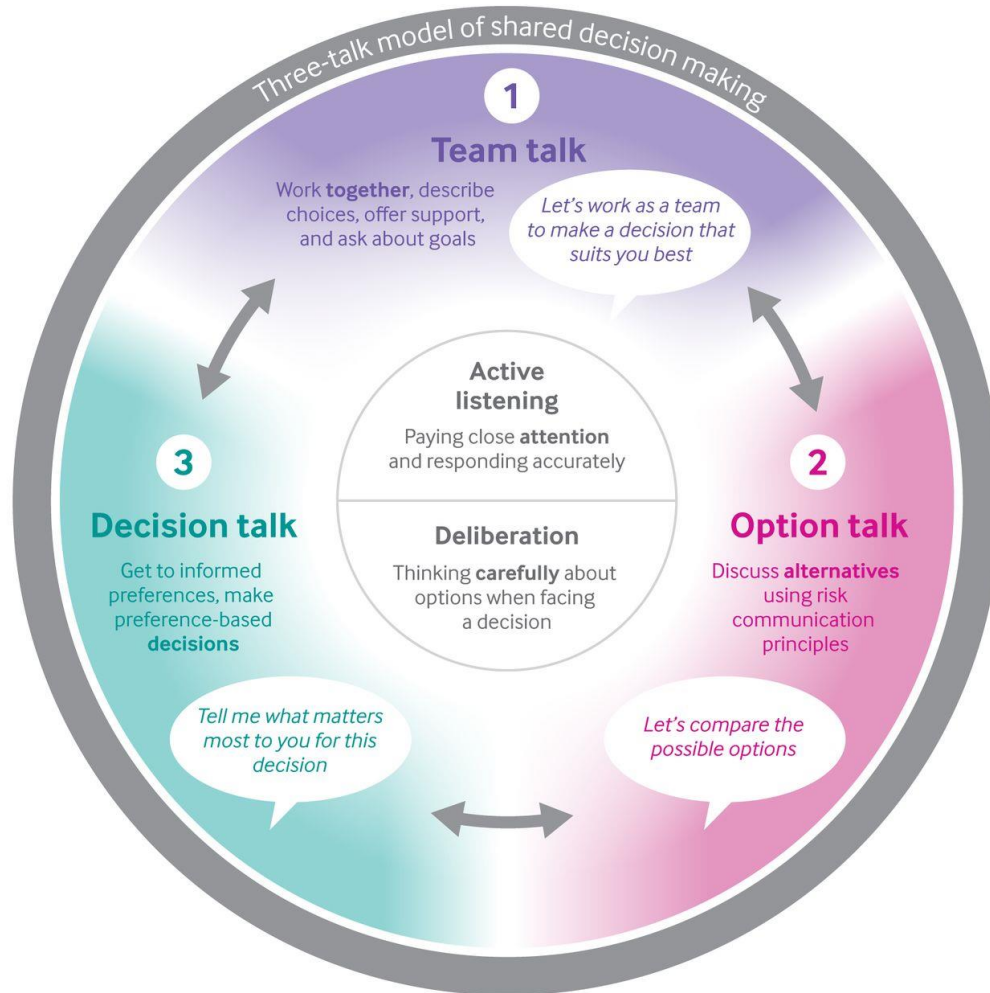 Three-talk model of shared decision making
1
Team talk
Work together, describe
choices, offer support,
and ask about goals
Let’s work as a team
to make a decision that
suits you best
Active
listening
Paying close attention
and responding accurately
Deliberation
Thinking carefully about
options when facing
a decision
2
Option talk
Discuss alternatives
using risk
communication
principles
Let’s compare the
possible options
3
Decision talk
Get to informed
preferences, make
preference-based
decisions
Tell me what matters
most to you for this
decision